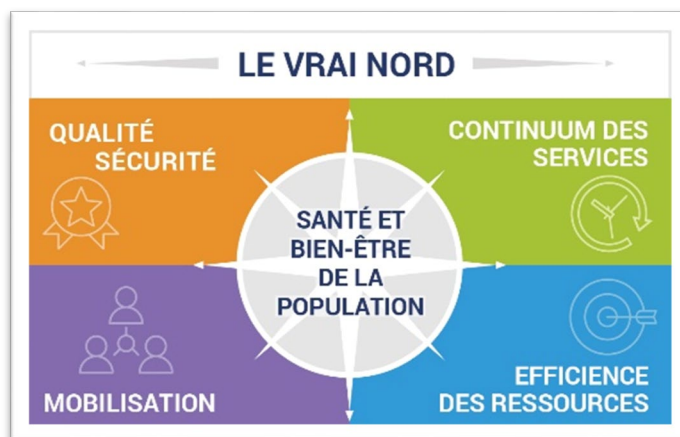 LE VRAI NORD
QUALITÉ
SÉCURITÉ
CONTINUUM DES
SERVICES
SANTÉ ET
BIEN-ÊTRE
DE LA
POPULATION
MOBILISATION
EFFICIENCE
DES RESSOURCES